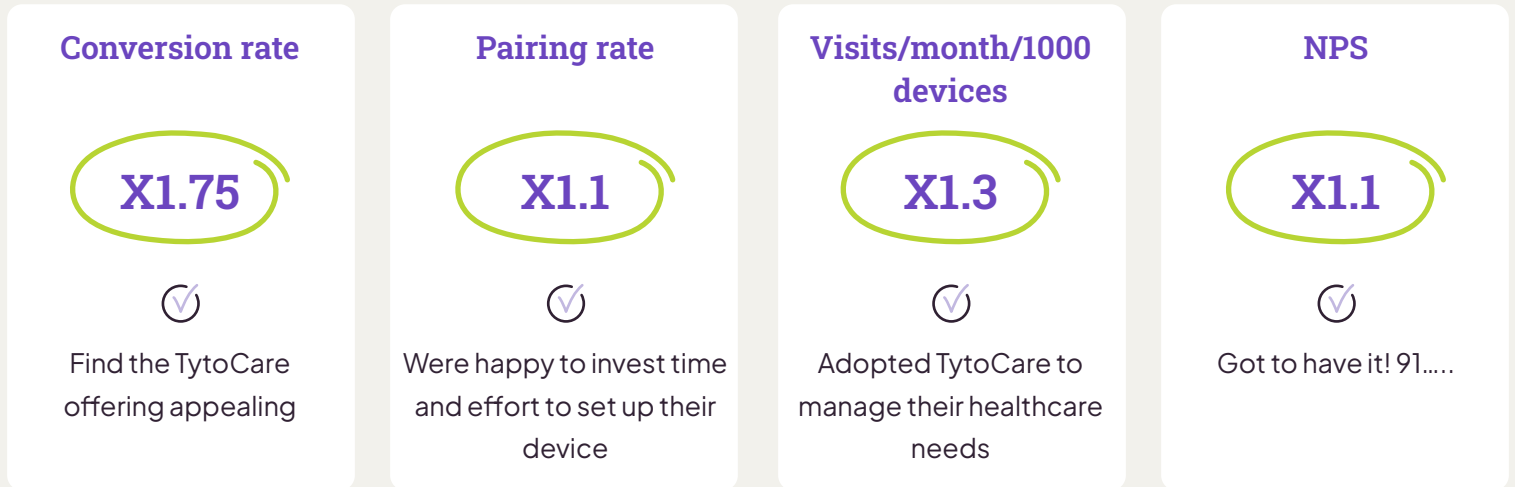 Conversion rate
X1.75
Find the TytoCare
offering appealing
Pairing rate
X1.1
Were happy to invest time
and effort to set up their
device
Visits/month/1000
devices
X1.3
Adopted TytoCare to
manage their healthcare
needs
NPS
X1.1
Got to have it! 91.....